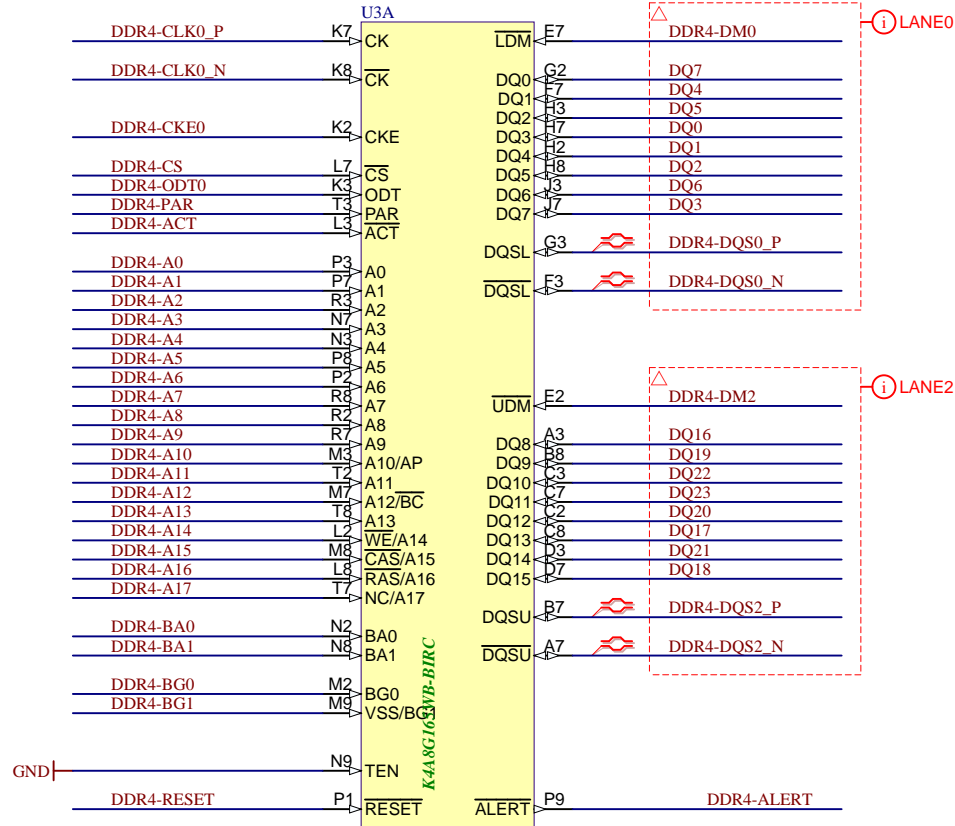 U3A
DDR4-CLK0_P K7 CK
DDR4-CLK0_N K8 CK
DDR4-CKE0 K2 CKE
DDR4-CS L7 CS
DDR4-ODT0 K3 ODT
DDR4-PAR T3 PAR
DDR4-ACT L3 ACT
DDR4-A0 P3 A0
DDR4-A1 P7 A1
DDR4-A2 R3 A2
DDR4-A3 N7 A3
DDR4-A4 N3 A4
DDR4-A5 P8 A5
DDR4-A6 P2 A6
DDR4-A7 R8 A7
DDR4-A8 R2 A8
DDR4-A9 R7 A9
DDR4-A10 M3 A10/AP
DDR4-A11 T2 A11
DDR4-A12 M7 A12/BC
DDR4-A13 T8 A13
DDR4-A14 L2 WE/A14
DDR4-A15 M8 CAS/A15
DDR4-A16 L8 RAS/A16
DDR4-A17 T7 NC/A17
DDR4-BA0 N2 BA0
DDR4-BA1 N8 BA1
DDR4-BG0 M2 BG0
DDR4-BG1 M9 VSS/BG1
GND N9 TEN
DDR4-RESET P1 RESET
LDM E7 DDR4-DM0
DQ0 G2 DQ7
DQ1 F7 DQ4
DQ2 H3 DQ5
DQ3 H7 DQ0
DQ4 H2 DQ1
DQ5 H8 DQ2
DQ6 J3 DQ6
DQ7 J7 DQ3
DQSL G3 DDR4-DQS0_P
DQSL F3 DDR4-DQS0_N
i LANE0
UDM E2 DDR4-DM2
DQ8 A3 DQ16
DQ9 B8 DQ19
DQ10 C3 DQ22
DQ11 C7 DQ23
DQ12 C2 DQ20
DQ13 C8 DQ17
DQ14 D3 DQ21
DQ15 D7 DQ18
DQSU B7 DDR4-DQS2_P
DQSU A7 DDR4-DQS2_N
i LANE2
ALERT P9 DDR4-ALERT